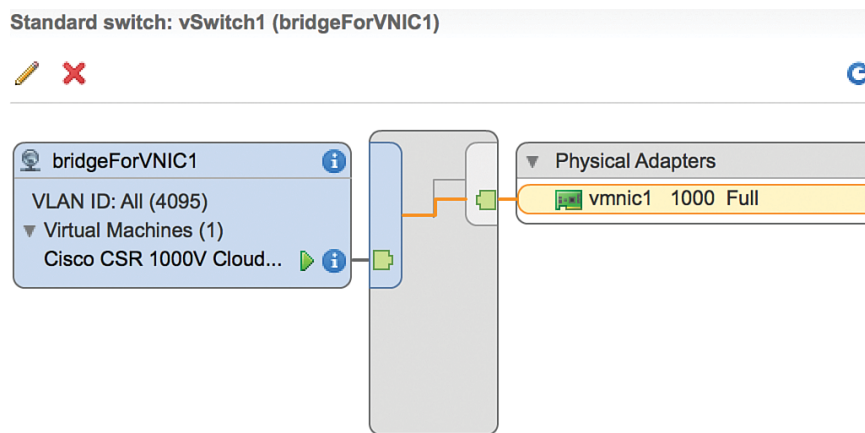 Standard switch: vSwitch1 (bridgeForVNIC1)
bridgeForVNIC1
VLAN ID: All (4095)
Virtual Machines (1)
Cisco CSR 1000V Cloud...
Physical Adapters
vmnic1 1000 Full